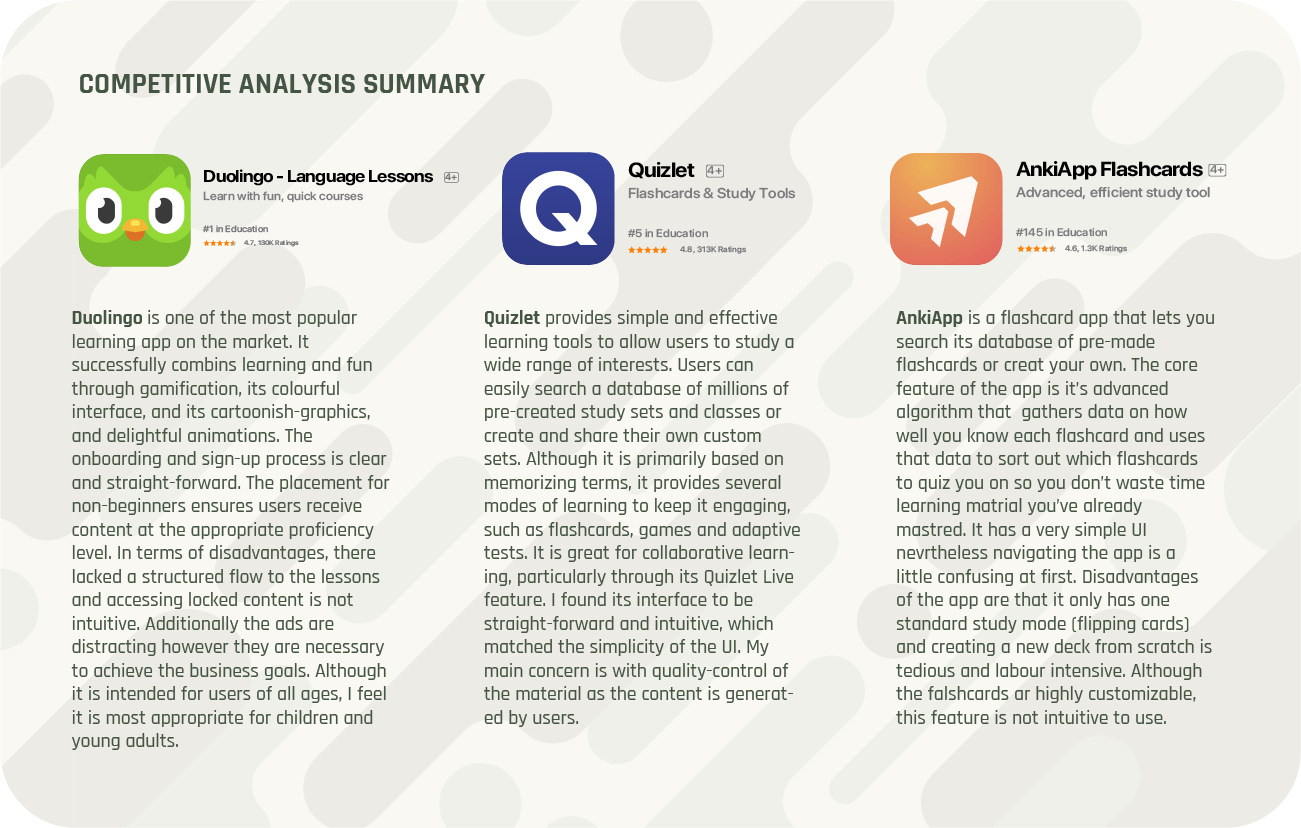 COMPETITIVE ANALYSIS SUMMARY
Duolingo - Language Lessons 4+
Learn with fun, quick courses
#1 in Education
4.7, 130K Ratings
Q
Quizlet 4+
Flashcards & Study Tools
#5 in Education
4.8, 313K Ratings
AnkiApp Flashcards 4+
Advanced, efficient study tool
#145 in Education
4.6, 1.3K Ratings
Duolingo is one of the most popular
learning app on the market. It
successfully combins learning and fun
through gamification, its colourful
interface, and its cartoonish-graphics,
and delightful animations. The
onboarding and sign-up process is clear
and straight-forward. The placement for
non-beginners ensures users receive
content at the appropriate proficiency
level. In terms of disadvantages, there
lacked a structured flow to the lessons
and accessing locked content is not
intuitive. Additionally the ads are
distracting however they are necessary
to achieve the business goals. Although
it is intended for users of all ages, I feel
it is most appropriate for children and
young adults.
Quizlet provides simple and effective
learning tools to allow users to study a
wide range of interests. Users can
easily search a database of millions of
pre-created study sets and classes or
create and share their own custom
sets. Although it is primarily based on
memorizing terms, it provides several
modes of learning to keep it engaging,
such as flashcards, games and adaptive
tests. It is great for collaborative learn-
ing, particularly through its Quizlet Live
feature. I found its interface to be
straight-forward and intuitive, which
matched the simplicity of the UI. My
main concern is with quality-control of
the material as the content is generat-
ed by users.
AnkiApp is a flashcard app that lets you
search its database of pre-made
flashcards or creat your own. The core
feature of the app is it's advanced
algorithm that gathers data on how
well you know each flashcard and uses
that data to sort out which flashcards
to quiz you on so you don't waste time
learning matrial you've already
mastred. It has a very simple UI
nevrtheless navigating the app is a
little confusing at first. Disadvantages
of the app are that it only has one
standard study mode (flipping cards)
and creating a new deck from scratch is
tedious and labour intensive. Although
the falshcards ar highly customizable,
this feature is not intuitive to use.